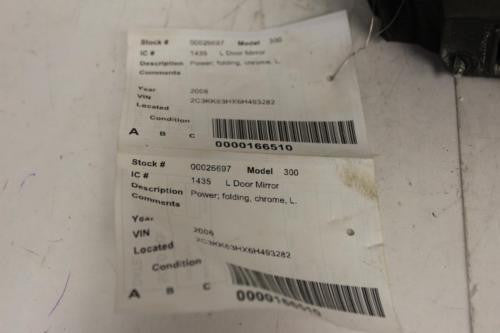 Stock # 00026697 Model 300
IC # 1435 L Door Mirror
Description Power; folding, chrome, L.
Comments
Year 2006
VIN 2C3KK63HX6H493282
Located
Condition
A B C 0000166510
Stock # 00026697 Model 300
IC # 1435 L Door Mirror
Description Power; folding, chrome, L.
Comments
Year 2006
VIN 2C3KK63HX6H493282
Located
Condition
A B C 0000166510